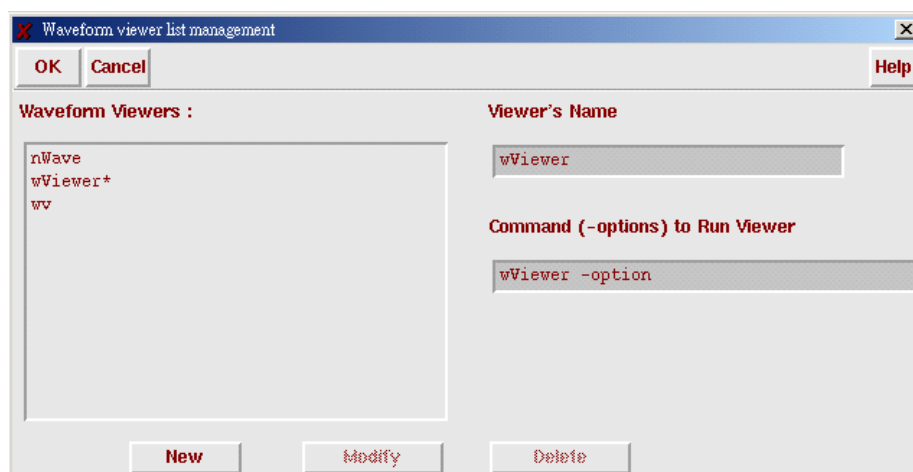 Waveform viewer list management
OK Cancel Help
Waveform Viewers :
nWave
wViewer*
wv
Viewer's Name
wViewer
Command (-options) to Run Viewer
wViewer -option
New Modify Delete